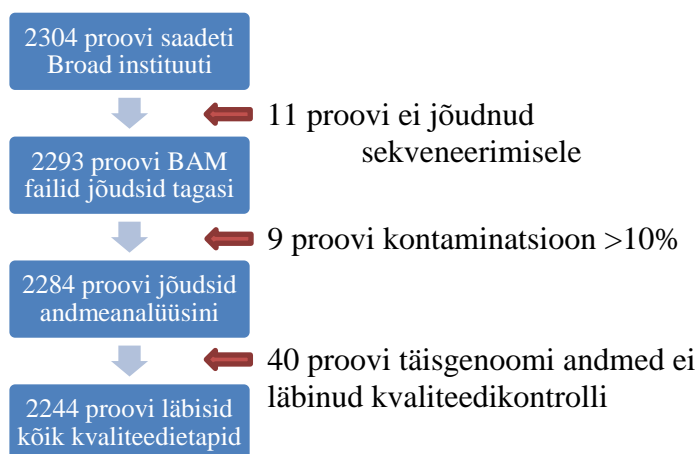 2304 proovi saadeti
Broad instituuti
11 proovi ei jõudnud
sekveneerimisele
2293 proovi BAM
failid jõudsid tagasi
9 proovi kontaminatsioon >10%
2284 proovi jõudsid
andmeanalüüsini
40 proovi täisgenoomi andmed ei
läbinud kvaliteedikontrolli
2244 proovi läbisid
kõik kvaliteedietapid